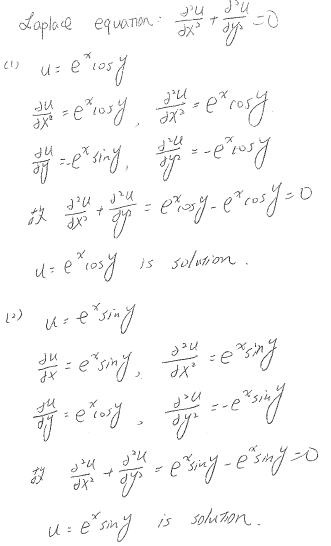 Laplace equation: ∂²u/∂x² + ∂²u/∂y² = 0
(1) u = e^x cos y
∂u/∂x² = e^x cos y, ∂²u/∂x² = e^x cos y
∂u/∂y = -e^x sin y, ∂²u/∂y² = -e^x cos y
故 ∂²u/∂x² + ∂²u/∂y² = e^x cos y - e^x cos y = 0
u = e^x cos y is solution.
(2) u = e^x sin y
∂u/∂x = e^x sin y, ∂²u/∂x² = e^x sin y
∂u/∂y = e^x cos y, ∂²u/∂y² = -e^x sin y
故 ∂²u/∂x² + ∂²u/∂y² = e^x sin y - e^x sin y = 0
u = e^x sin y is solution.